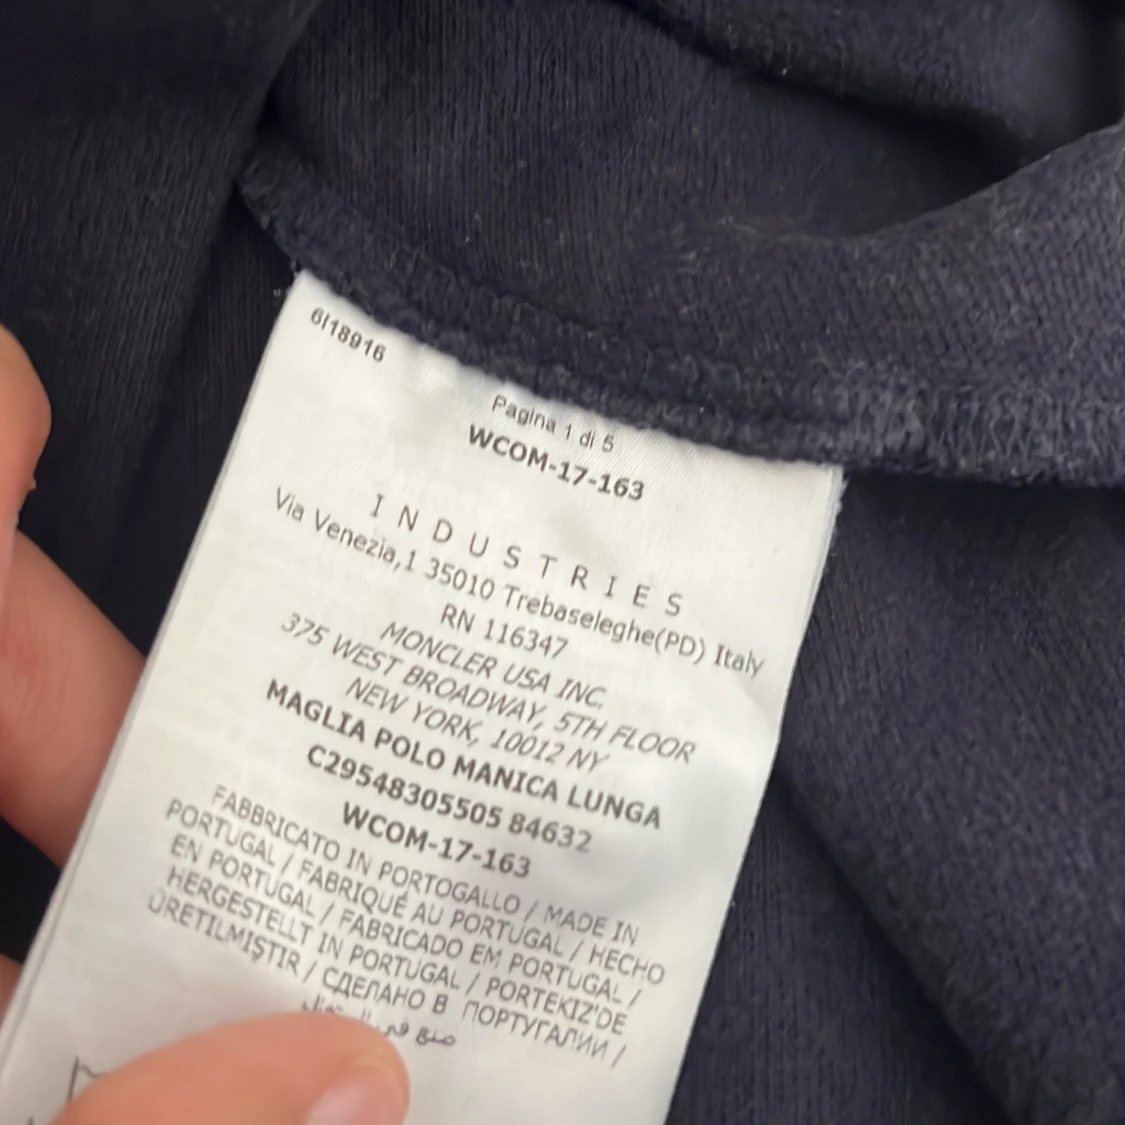 6I18916
Pagina 1 di 5
WCOM-17-163
INDUSTRIES
Via Venezia,1 35010 Trebaseleghe(PD) Italy
RN 116347
MONCLER USA INC.
375 WEST BROADWAY, 5TH FLOOR
NEW YORK, 10012 NY
MAGLIA POLO MANICA LUNGA
C29548305505 84632
WCOM-17-163
FABBRICATO IN PORTOGALLO / MADE IN
PORTUGAL / FABRIQUÉ AU PORTUGAL / HECHO
EN PORTUGAL / FABRICADO EM PORTUGAL /
HERGESTELLT IN PORTUGAL / PORTEKIZ'DE
ÜRETILMIŞTIR / СДЕЛАНО В ПОРТУГАЛИИ /
صنع في